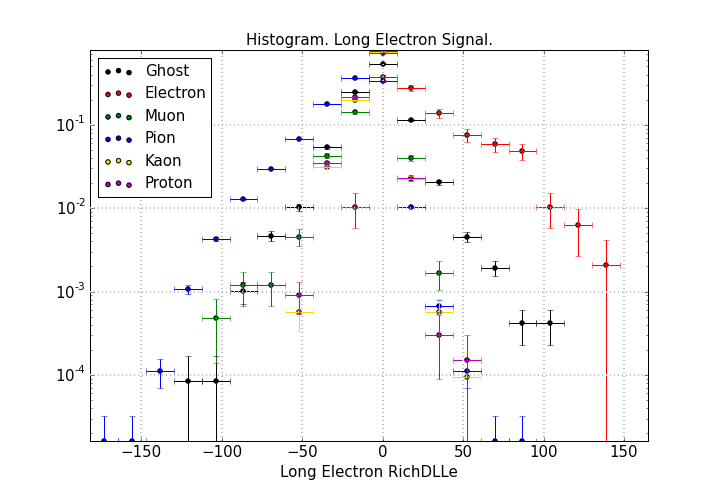 Histogram. Long Electron Signal.
Ghost
Electron
Muon
Pion
Kaon
Proton
10^-1
10^-2
10^-3
10^-4
−150 −100 −50 0 50 100 150
Long Electron RichDLLe